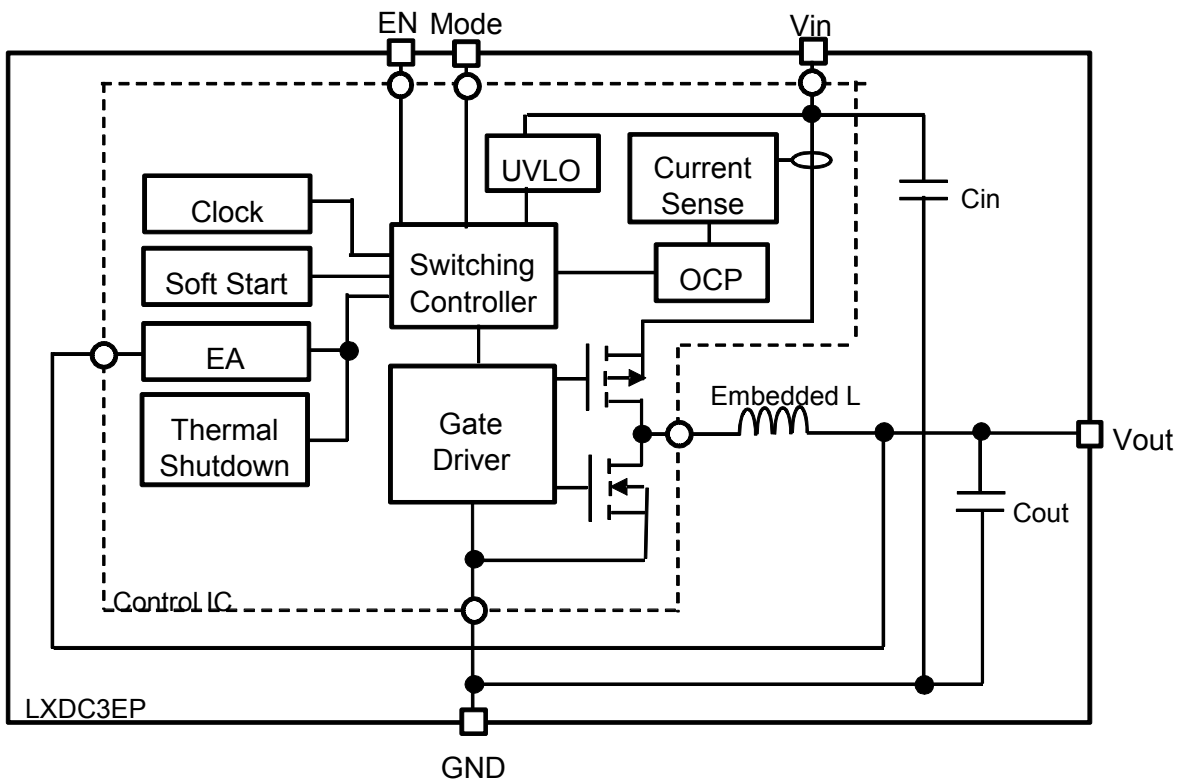 EN Mode Vin
UVLO
Current
Sense
Cin
Clock
Switching
Controller
Soft Start
OCP
EA
Embedded L
Thermal
Shutdown
Gate
Driver
Vout
Cout
Control IC
LXDC3EP
GND